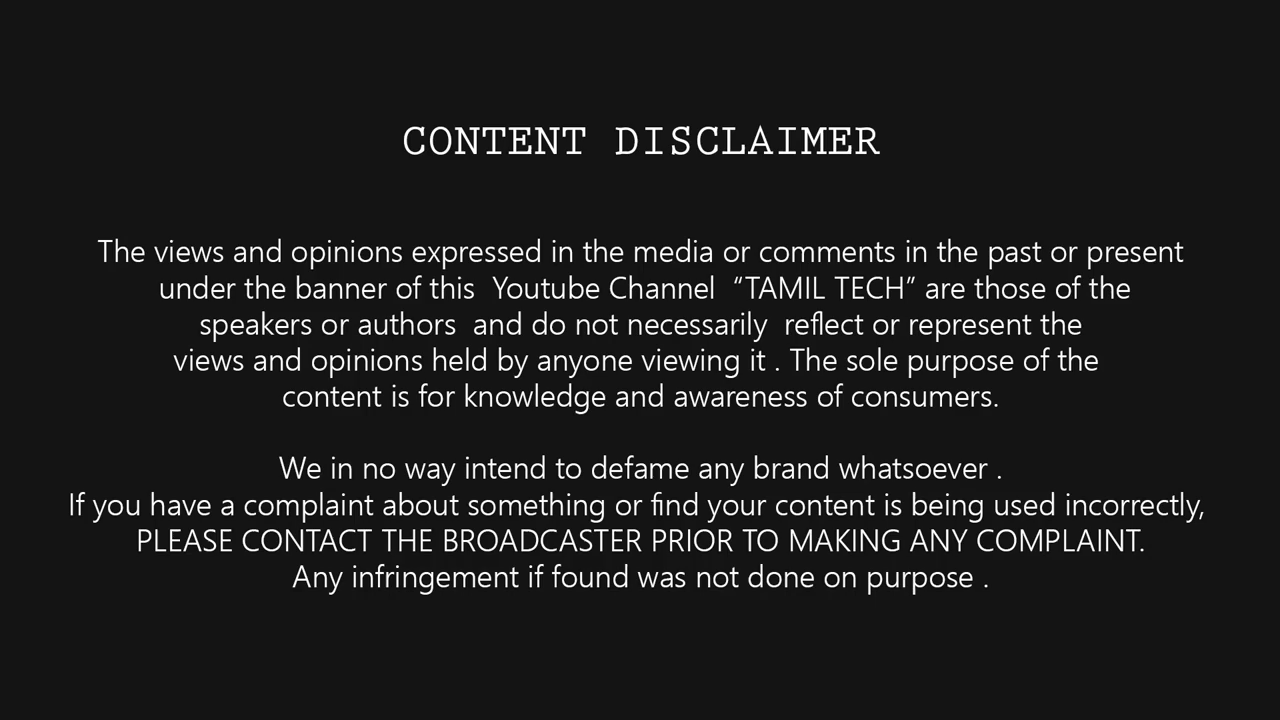 CONTENT DISCLAIMER
The views and opinions expressed in the media or comments in the past or present
under the banner of this  Youtube Channel  “TAMIL TECH” are those of the
speakers or authors  and do not necessarily  reflect or represent the
views and opinions held by anyone viewing it . The sole purpose of the
content is for knowledge and awareness of consumers.
We in no way intend to defame any brand whatsoever .
If you have a complaint about something or find your content is being used incorrectly,
PLEASE CONTACT THE BROADCASTER PRIOR TO MAKING ANY COMPLAINT.
Any infringement if found was not done on purpose .